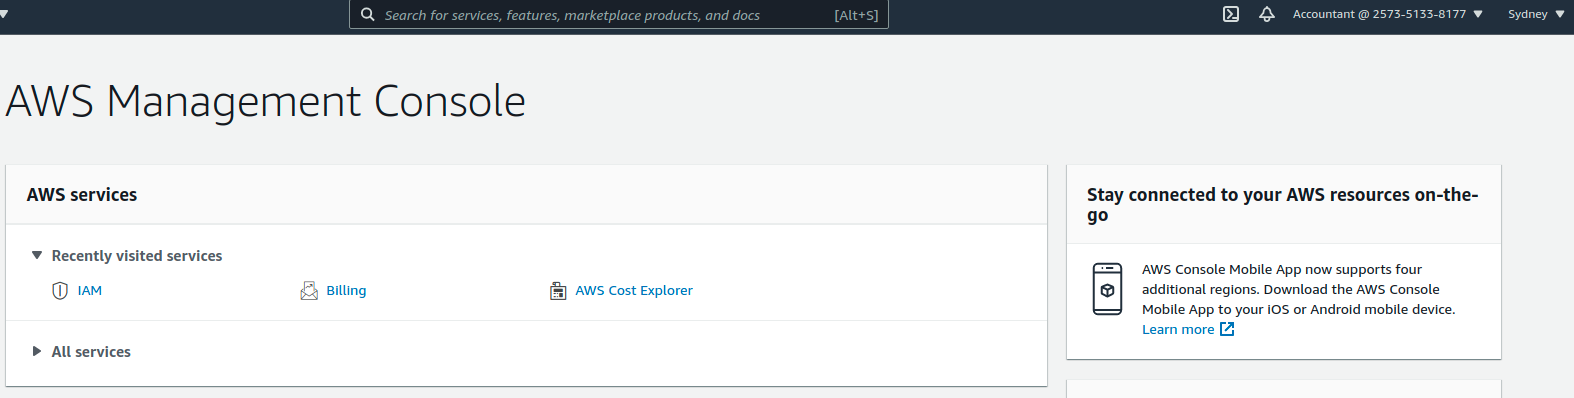 Search for services, features, marketplace products, and docs [Alt+S] Accountant @ 2573-5133-8177 Sydney
AWS Management Console
AWS services
Recently visited services
IAM Billing AWS Cost Explorer
All services
Stay connected to your AWS resources on-the-
go
AWS Console Mobile App now supports four
additional regions. Download the AWS Console
Mobile App to your iOS or Android mobile device.
Learn more